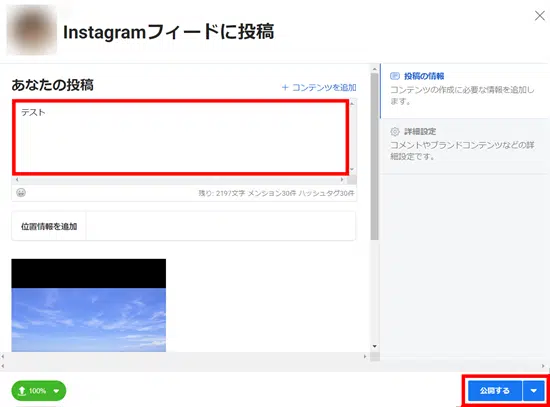 Instagramフィードに投稿
あなたの投稿
+ コンテンツを追加
テスト
残り: 2197文字 メンション30件 ハッシュタグ30件
位置情報を追加
100%
投稿の情報
コンテンツの作成に必要な情報を追加し
ます。
詳細設定
コメントやブランドコンテンツなどの詳
細設定です。
公開する